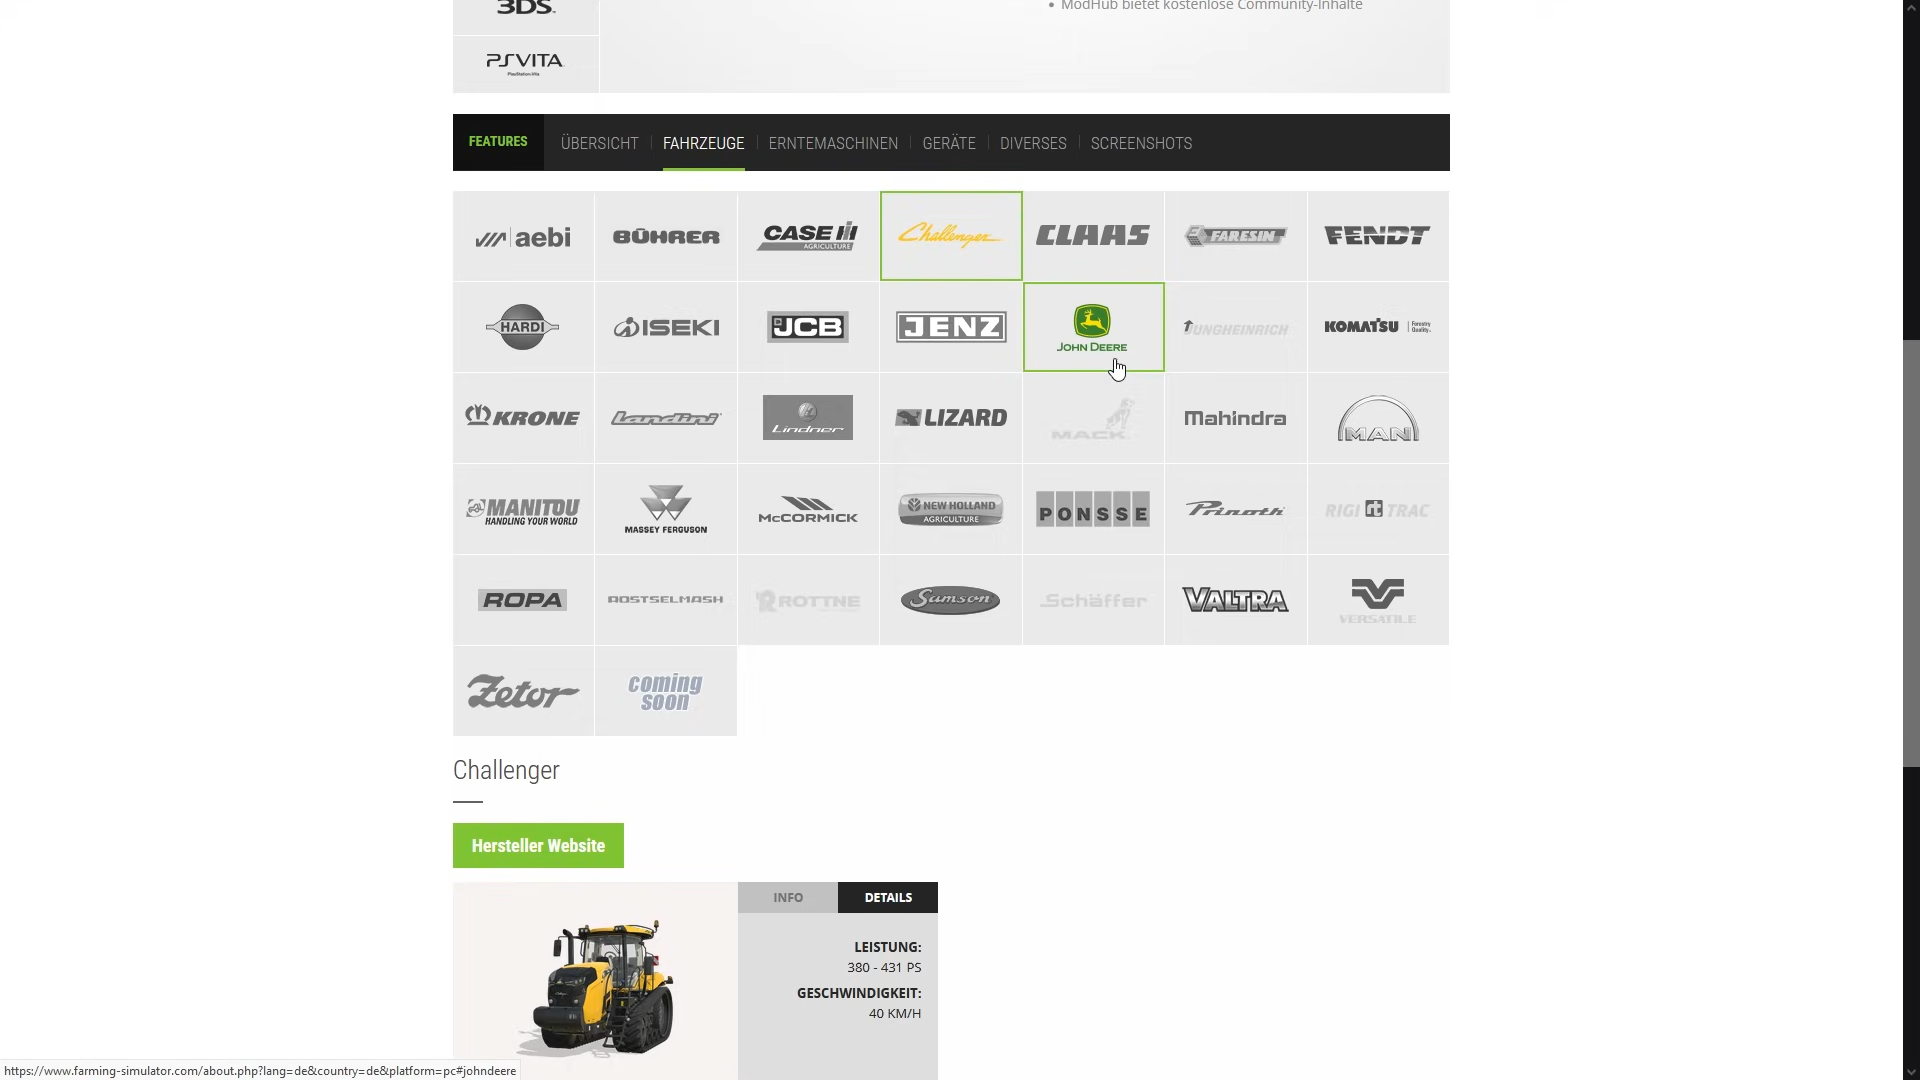 3DS
ModHub bietet kostenlose Community-Inhalte
PSVITA
PlayStation Vita
FEATURES
ÜBERSICHT
FAHRZEUGE
ERNTEMASCHINEN
GERÄTE
DIVERSES
SCREENSHOTS
aebi
BÜHRER
CASE IH
AGRICULTURE
Challenger
CLAAS
FARESIN
FENDT
HARDI
ISEKI
JCB
JENZ
JOHN DEERE
JUNGHEINRICH
KOMATSU
Forestry
Quality.
KRONE
Landini
Lindner
LIZARD
MACK
Mahindra
MAN
MANITOU
HANDLING YOUR WORLD
MASSEY FERGUSON
McCORMICK
NEW HOLLAND
AGRICULTURE
PONSSE
Prinoth
RIGI rt TRAC
ROPA
ROSTSELMASH
ROTTNE
Samson
Schäffer
VALTRA
VERSATILE
Zetor
coming
soon
Challenger
Hersteller Website
INFO
DETAILS
LEISTUNG:
380 - 431 PS
GESCHWINDIGKEIT:
40 KM/H
https://www.farming-simulator.com/about.php?lang=de&country=de&platform=pc#johndeere